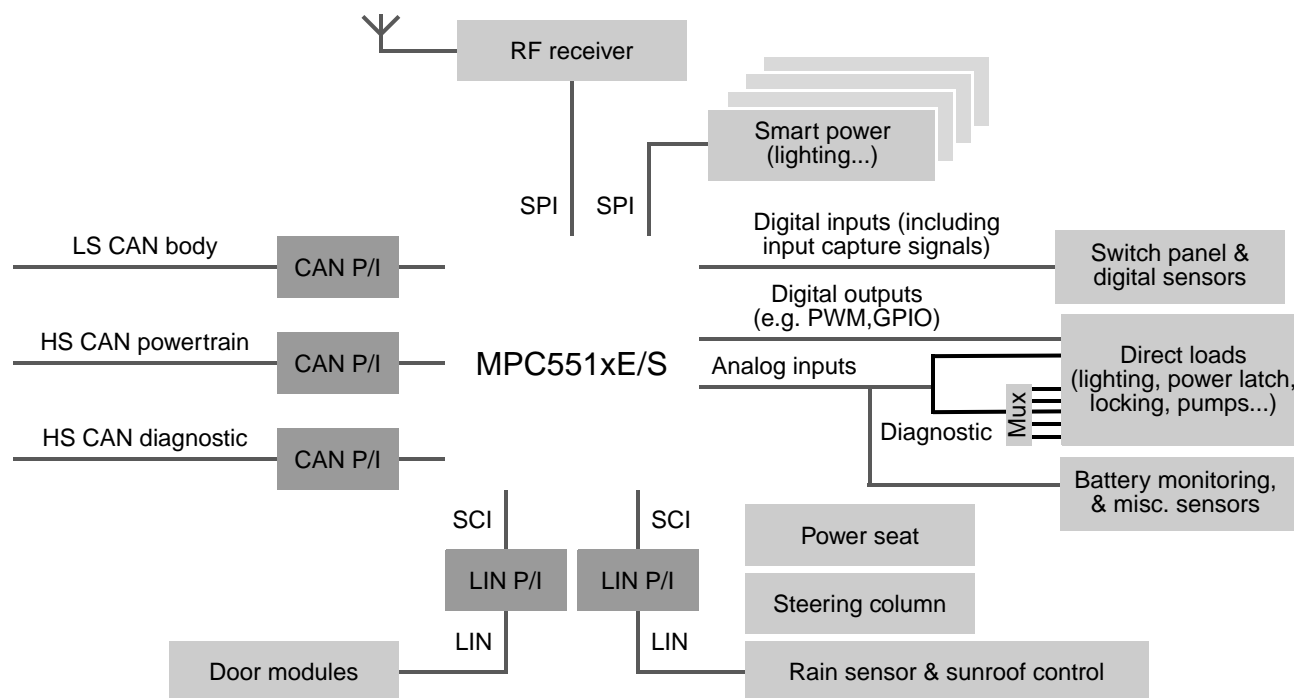 RF receiver
Smart power
(lighting...)
SPI
SPI
Digital inputs (including
input capture signals)
Switch panel &
digital sensors
LS CAN body
CAN P/I
Digital outputs
(e.g. PWM,GPIO)
HS CAN powertrain
CAN P/I
MPC551xE/S
Analog inputs
Direct loads
(lighting, power latch,
locking, pumps...)
Mux
Diagnostic
HS CAN diagnostic
CAN P/I
Battery monitoring,
& misc. sensors
SCI
SCI
Power seat
LIN P/I
LIN P/I
Steering column
LIN
LIN
Door modules
Rain sensor & sunroof control